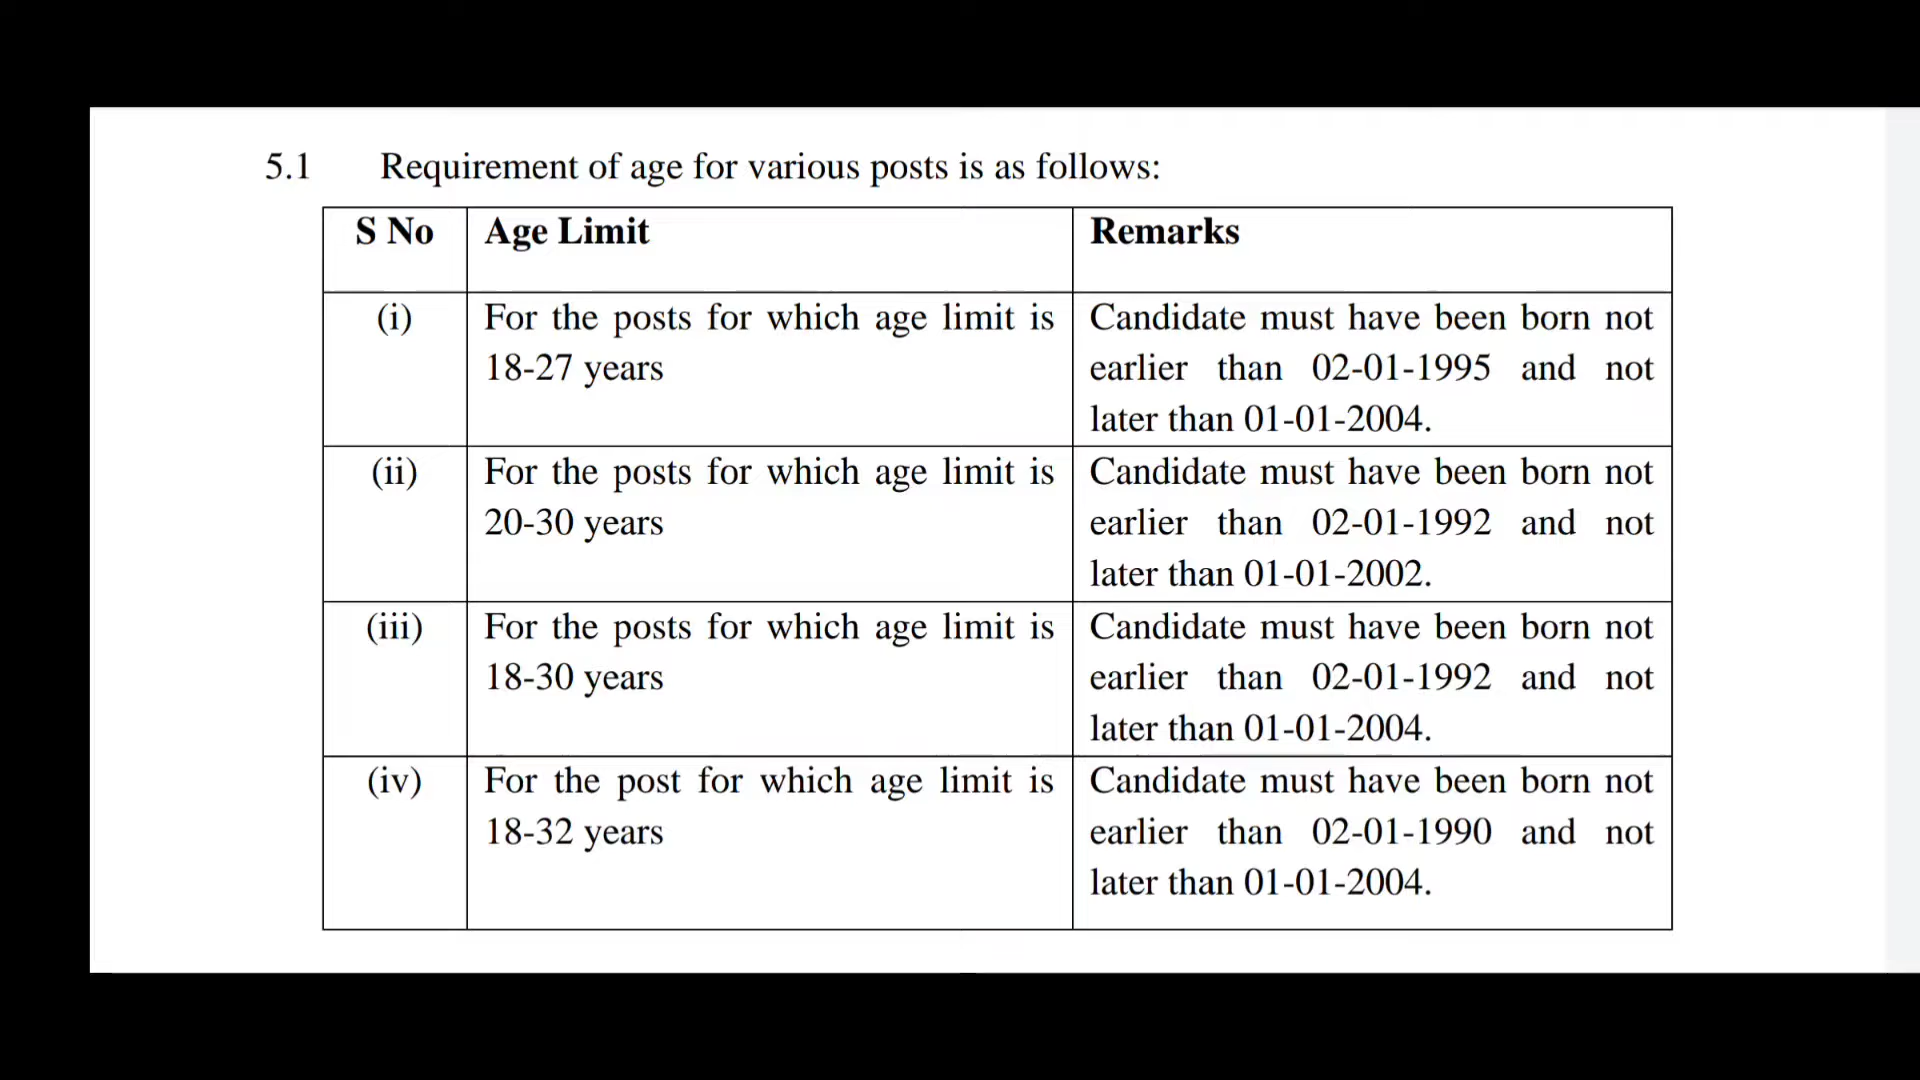 5.1 Requirement of age for various posts is as follows:
S No Age Limit Remarks
(i) For the posts for which age limit is Candidate must have been born not
18-27 years earlier than 02-01-1995 and not
later than 01-01-2004.
(ii) For the posts for which age limit is Candidate must have been born not
20-30 years earlier than 02-01-1992 and not
later than 01-01-2002.
(iii) For the posts for which age limit is Candidate must have been born not
18-30 years earlier than 02-01-1992 and not
later than 01-01-2004.
(iv) For the post for which age limit is Candidate must have been born not
18-32 years earlier than 02-01-1990 and not
later than 01-01-2004.